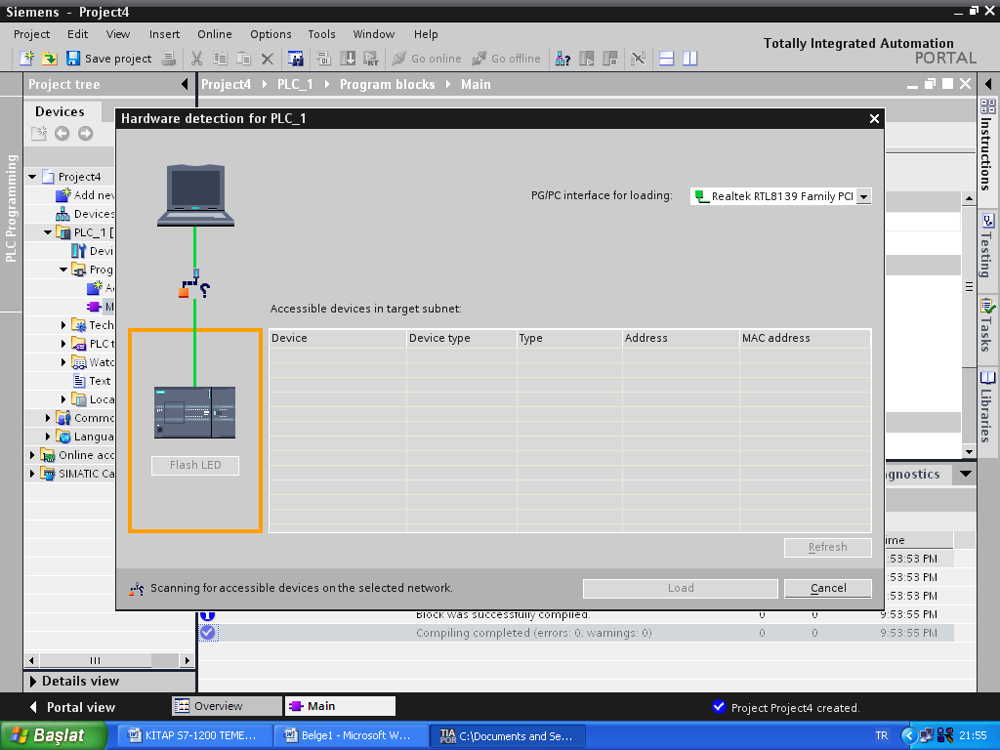 Siemens - Project4
Project Edit View Insert Online Options Tools Window Help
Save project Go online Go offline
Totally Integrated Automation
PORTAL
Project tree
Project4 PLC_1 Program blocks Main
Devices
PLC Programming
Project4
Add new
Devices
PLC_1 [
Devi
Prog
A
M
Tech
PLC t
Watc
Text
Loca
Commo
Langua
Online acc
SIMATIC Ca
Hardware detection for PLC_1
PG/PC interface for loading: Realtek RTL8139 Family PCI
Accessible devices in target subnet:
Device Device type Type Address MAC address
Flash LED
Refresh
Scanning for accessible devices on the selected network.
Load Cancel
Instructions
Testing
Tasks
Libraries
gnostics
ime
:53:53 PM
:53:53 PM
:53:53 PM
Block was successfully compiled. 0 0 9:53:55 PM
Compiling completed (errors: 0; warnings: 0) 0 0 9:53:55 PM
Details view
Portal view Overview Main Project Project4 created.
Başlat KİTAP S7-1200 TEME... Belge1 - Microsoft W... TIA POR C:\Documents and Se... TR 21:55